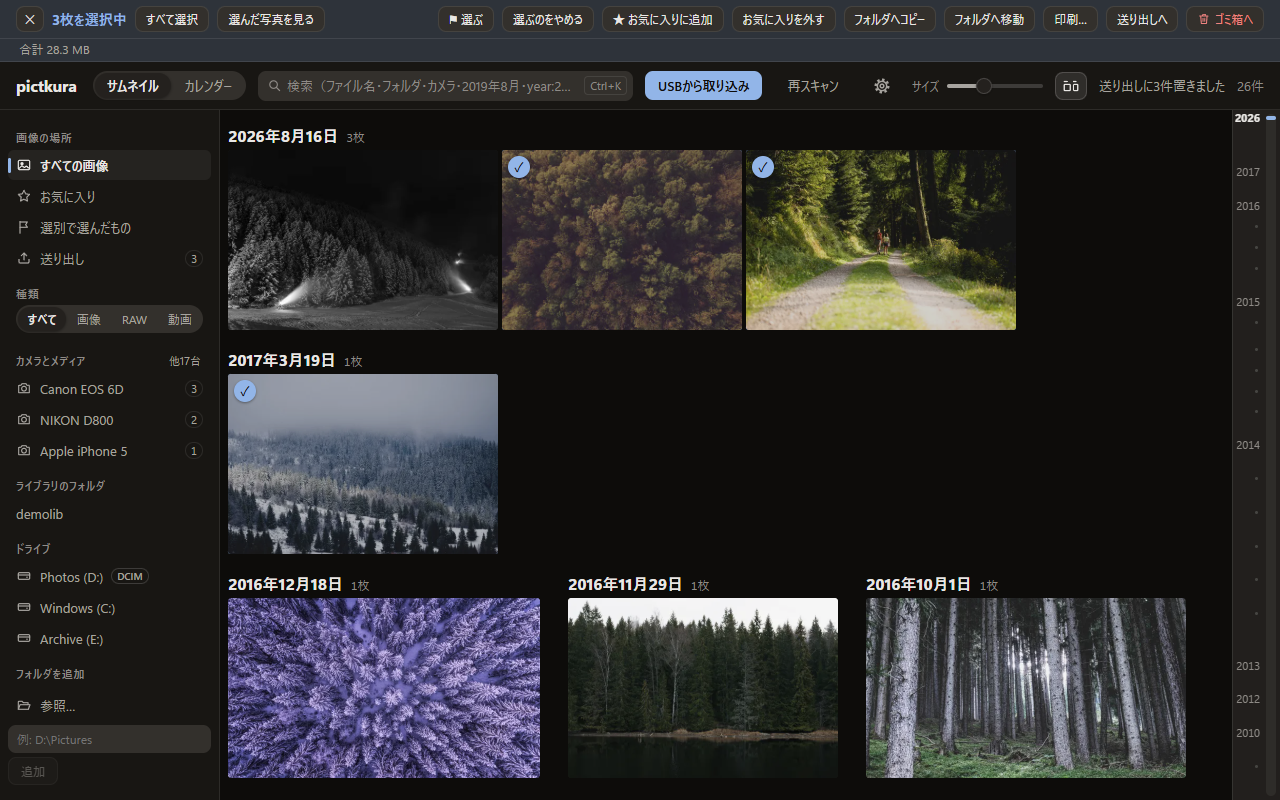 3枚を選択中 すべて選択 選んだ写真を見る ⚑ 選ぶ 選ぶのをやめる ★ お気に入りに追加 お気に入りを外す フォルダへコピー フォルダへ移動 印刷... 送り出しへ ゴミ箱へ
合計 28.3 MB
pictkura サムネイル カレンダー 検索（ファイル名・フォルダ・カメラ・2019年8月・year:2... Ctrl+K USBから取り込み 再スキャン サイズ 送り出しに3件置きました 26件
画像の場所
すべての画像
お気に入り
選別で選んだもの
送り出し 3
種類
すべて 画像 RAW 動画
カメラとメディア 他17台
Canon EOS 6D 3
NIKON D800 2
Apple iPhone 5 1
ライブラリのフォルダ
demolib
ドライブ
Photos (D:) DCIM
Windows (C:)
Archive (E:)
フォルダを追加
参照...
例: D:\Pictures
追加
2026年8月16日 3枚
2017年3月19日 1枚
2016年12月18日 1枚
2016年11月29日 1枚
2016年10月1日 1枚
2026
2017
2016
2015
2014
2013
2012
2010